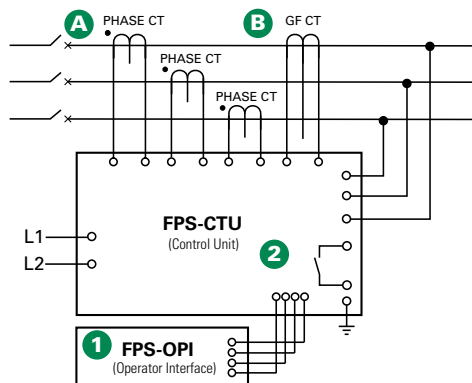 A PHASE CT
B GF CT
PHASE CT
PHASE CT
FPS-CTU
(Control Unit)
L1
L2
2
1
FPS-OPI
(Operator Interface)